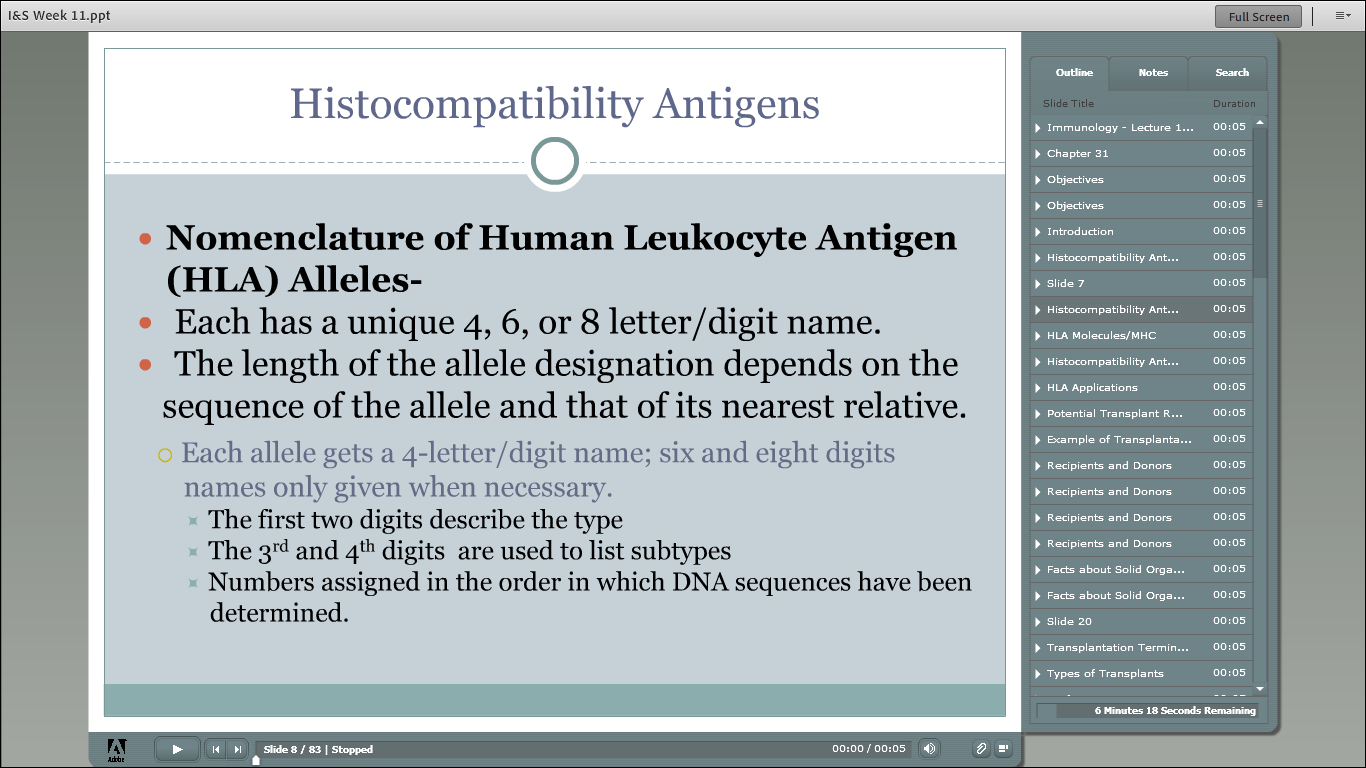 I&S Week 11.ppt
Full Screen
Histocompatibility Antigens
Nomenclature of Human Leukocyte Antigen
(HLA) Alleles-
Each has a unique 4, 6, or 8 letter/digit name.
The length of the allele designation depends on the
sequence of the allele and that of its nearest relative.
Each allele gets a 4-letter/digit name; six and eight digits
names only given when necessary.
The first two digits describe the type
The 3rd and 4th digits are used to list subtypes
Numbers assigned in the order in which DNA sequences have been
determined.
Outline Notes Search
Slide Title Duration
Immunology - Lecture 1... 00:05
Chapter 31 00:05
Objectives 00:05
Objectives 00:05
Introduction 00:05
Histocompatibility Ant... 00:05
Slide 7 00:05
Histocompatibility Ant... 00:05
HLA Molecules/MHC 00:05
Histocompatibility Ant... 00:05
HLA Applications 00:05
Potential Transplant R... 00:05
Example of Transplanta... 00:05
Recipients and Donors 00:05
Recipients and Donors 00:05
Recipients and Donors 00:05
Recipients and Donors 00:05
Facts about Solid Orga... 00:05
Facts about Solid Orga... 00:05
Slide 20 00:05
Transplantation Termin... 00:05
Types of Transplants 00:05
6 Minutes 18 Seconds Remaining
Adobe
Slide 8 / 83 | Stopped
00:00 / 00:05